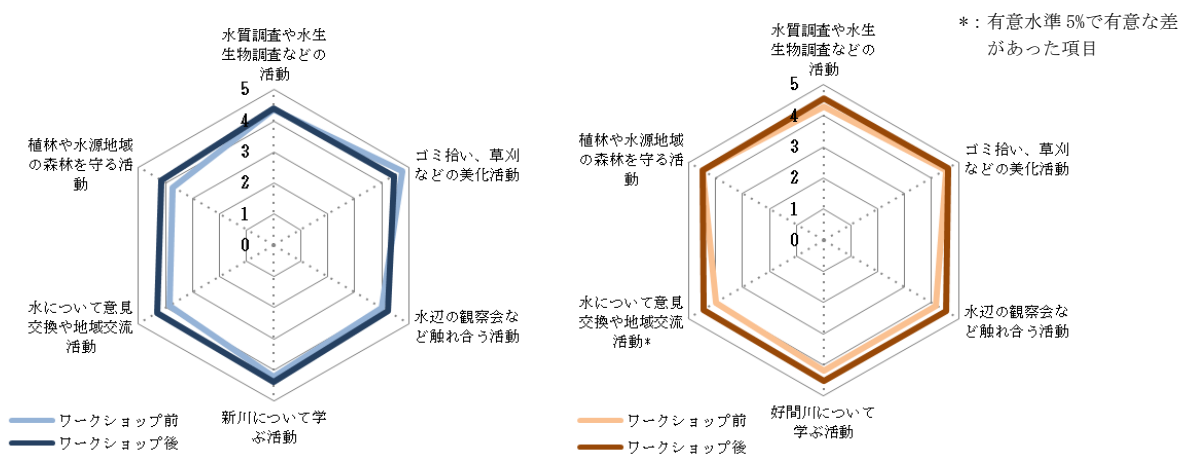 水質調査や水生
生物調査などの
活動
5
4
3
2
1
0
ゴミ拾い、草刈
などの美化活動
水辺の観察会な
ど触れ合う活動
新川について学
ぶ活動
水について意見
交換や地域交流
活動
植林や水源地域
の森林を守る活
動
ワークショップ前
ワークショップ後
*：有意水準 5%で有意な差
があった項目
水質調査や水生
生物調査などの
活動
5
4
3
2
1
0
ゴミ拾い、草刈
などの美化活動
水辺の観察会な
ど触れ合う活動
好間川について
学ぶ活動
水について意見
交換や地域交流
活動*
植林や水源地域
の森林を守る活
動
ワークショップ前
ワークショップ後